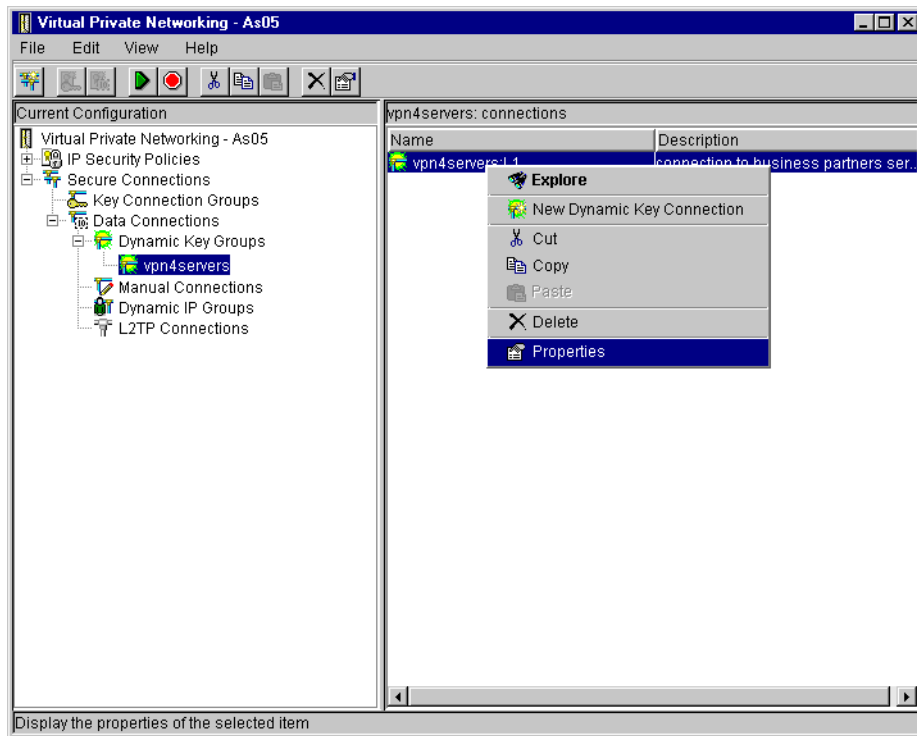 Virtual Private Networking - As05
File Edit View Help
Current Configuration
vpn4servers: connections
Virtual Private Networking - As05
IP Security Policies
Secure Connections
Key Connection Groups
Data Connections
Dynamic Key Groups
vpn4servers
Manual Connections
Dynamic IP Groups
L2TP Connections
Name Description
vpn4servers:L1 connection to business partners ser...
Explore
New Dynamic Key Connection
Cut
Copy
Paste
Delete
Properties
Display the properties of the selected item